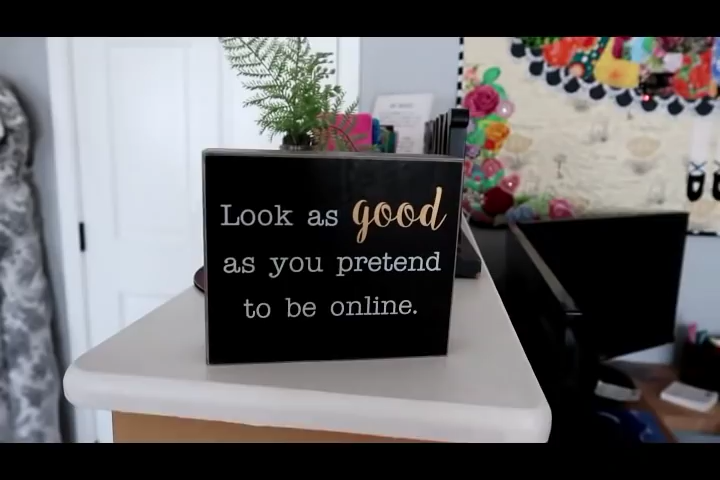 Look as good
as you pretend
to be online.